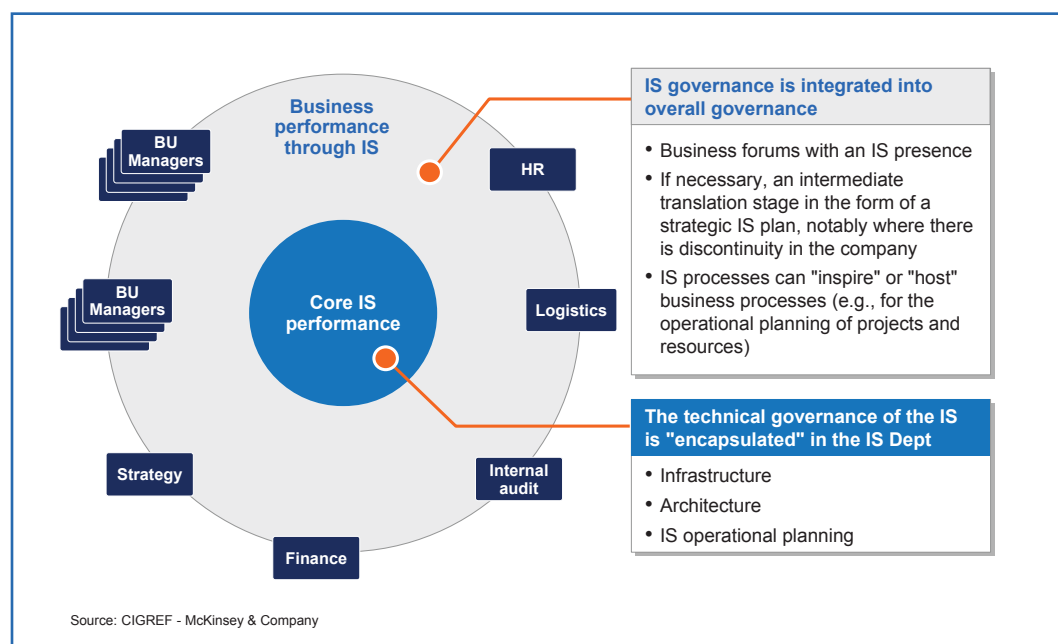 Business
performance
through IS
BU
Managers
HR
BU
Managers
Core IS
performance
Logistics
Strategy
Internal
audit
Finance
IS governance is integrated into
overall governance
• Business forums with an IS presence
• If necessary, an intermediate
translation stage in the form of a
strategic IS plan, notably where there
is discontinuity in the company
• IS processes can "inspire" or "host"
business processes (e.g., for the
operational planning of projects and
resources)
The technical governance of the IS
is "encapsulated" in the IS Dept
• Infrastructure
• Architecture
• IS operational planning
Source: CIGREF - McKinsey & Company